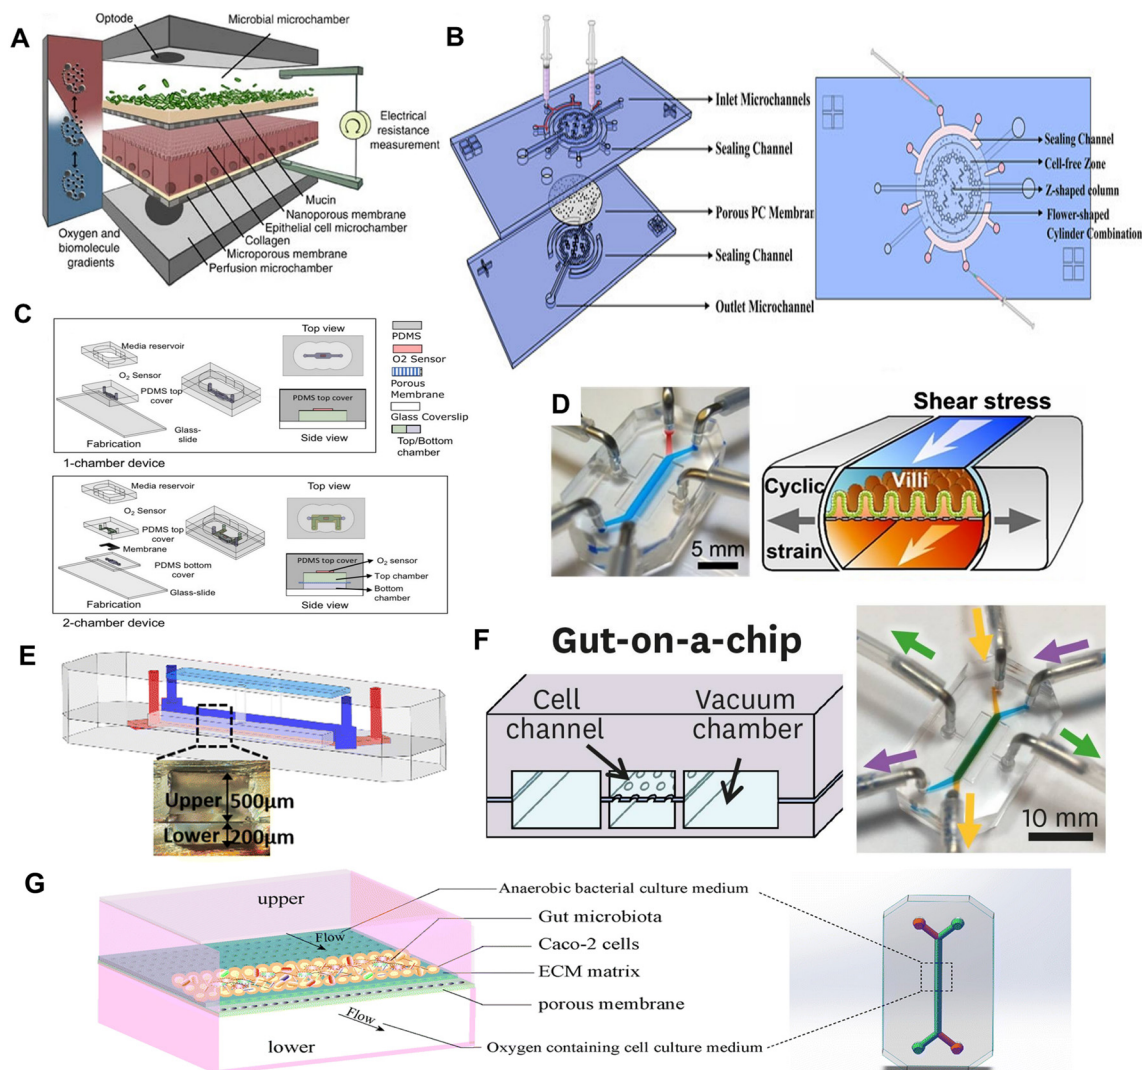 A
Optode
Microbial microchamber
Electrical
resistance
measurement
Mucin
Nanoporous membrane
Epithelial cell microchamber
Collagen
Microporous membrane
Perfusion microchamber
Oxygen and
biomolecule
gradients
B
Inlet Microchannels
Sealing Channel
Porous PC Membran
Sealing Channel
Outlet Microchannel
Sealing Channel
Cell-free Zone
Z-shaped column
Flower-shaped
Cylinder Combination
C
Media reservoir
O2 Sensor
PDMS top
cover
Glass-
slide
Fabrication
Top view
PDMS top cover
Side view
1-chamber device
PDMS
O2 Sensor
Porous
Membrane
Glass Coverslip
Top/Bottom
chamber
Media reservoir
O2 Sensor
PDMS top
cover
Membrane
PDMS bottom
cover
Glass-slide
Fabrication
Top view
PDMS top cover
O2 sensor
Top chamber
Bottom
chamber
Side view
2-chamber device
D
5 mm
Shear stress
Villi
Cyclic
strain
E
Upper
500μm
Lower
200μm
F
Gut-on-a-chip
Cell
channel
Vacuum
chamber
10 mm
G
upper
Flow
lower
Flow
Anaerobic bacterial culture medium
Gut microbiota
Caco-2 cells
ECM matrix
porous membrane
Oxygen containing cell culture medium